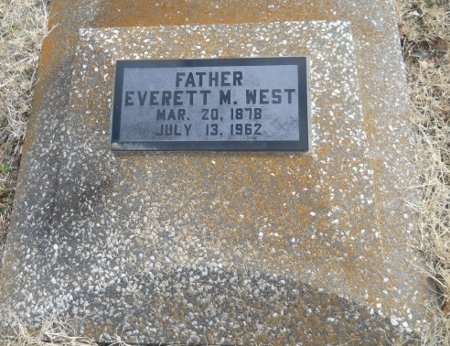 FATHER
EVERETT M. WEST
MAR. 20, 1878
JULY 13, 1962